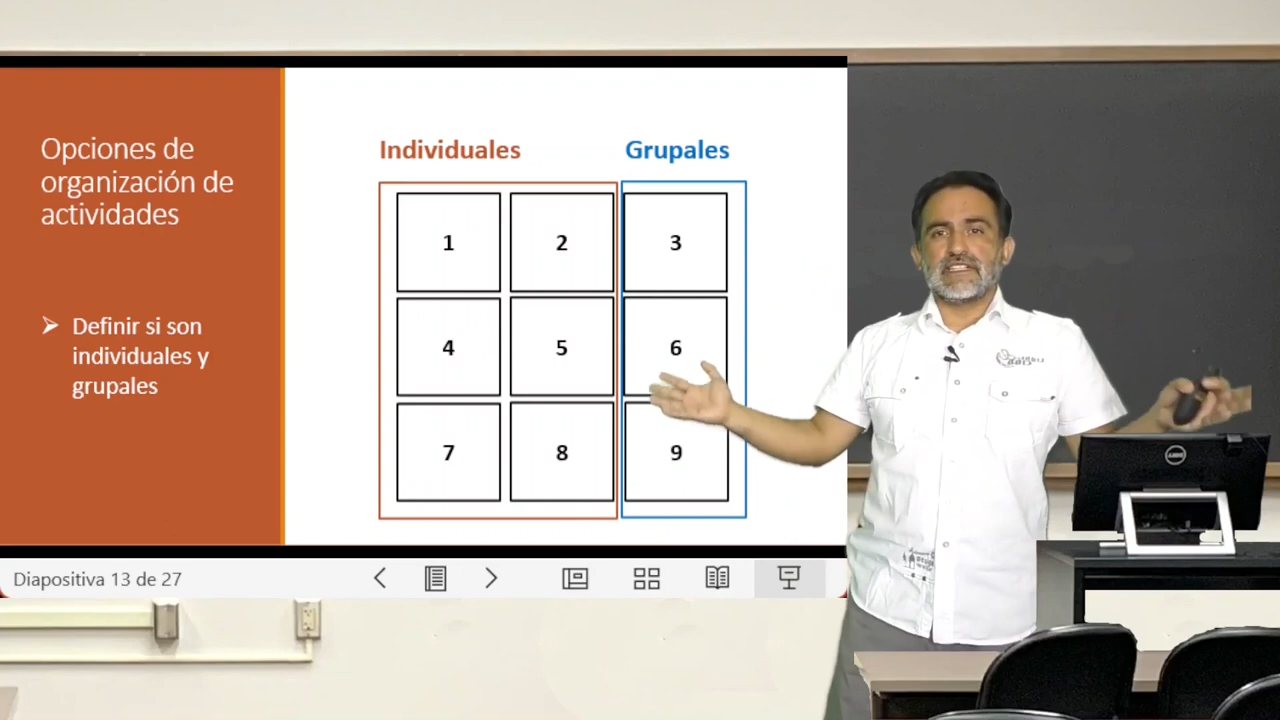 Opciones de
organización de
actividades
➢ Definir si son
individuales y
grupales
Individuales
Grupales
1 2 3
4 5 6
7 8 9
Diapositiva 13 de 27
DELL